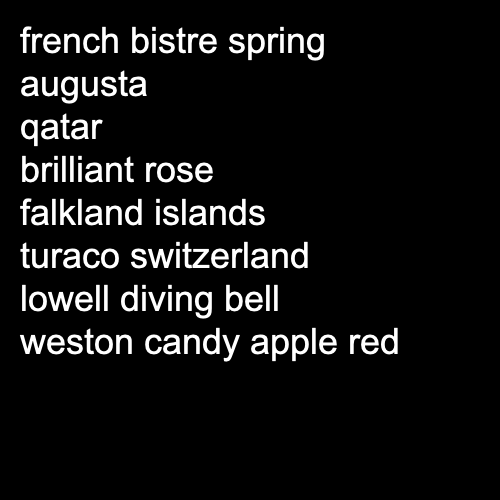 french bistre spring
augusta
qatar
brilliant rose
falkland islands
turaco switzerland
lowell diving bell
weston candy apple red